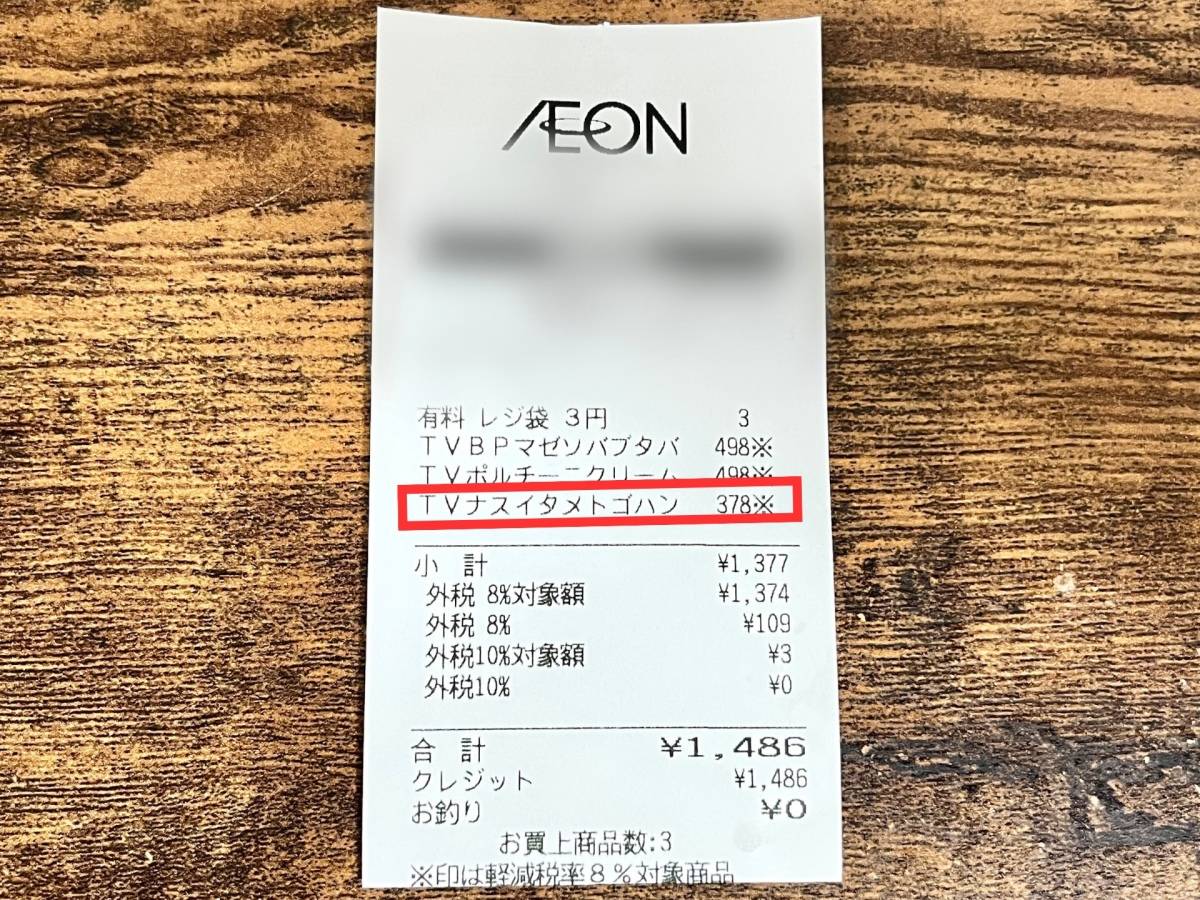 ÆON
有料 レジ袋 3円 3
TVBPマゼソバブタバ 498※
TVポルチーニクリーム 498※
TVナスイタメトゴハン 378※
小 計 ¥1,377
外税 8%対象額 ¥1,374
外税 8% ¥109
外税10%対象額 ¥3
外税10% ¥0
合 計 ¥1,486
クレジット ¥1,486
お釣り ¥0
お買上商品数:3
※印は軽減税率8%対象商品